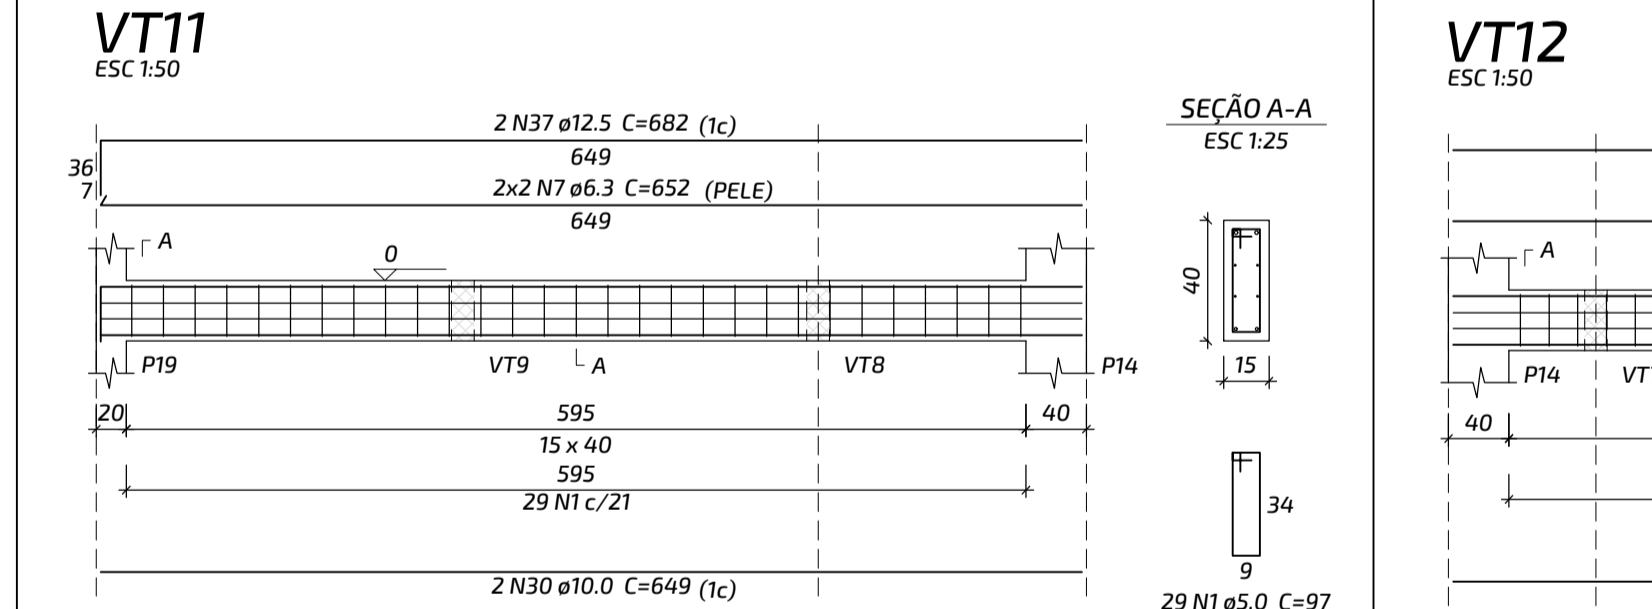 VT11
ESC 1:50
2 N37 ø12.5 C=682 (1c)
649
36
7
2x2 N7 ø6.3 C=652 (PELE)
649
A
0
P19
VT9
A
VT8
P14
20
595
40
15 x 40
595
29 N1 c/21
2 N30 ø10.0 C=649 (1c)
SEÇÃO A-A
ESC 1:25
40
15
34
9
29 N1 ø5.0 C=97
VT12
ESC 1:50
A
P14
VT
40